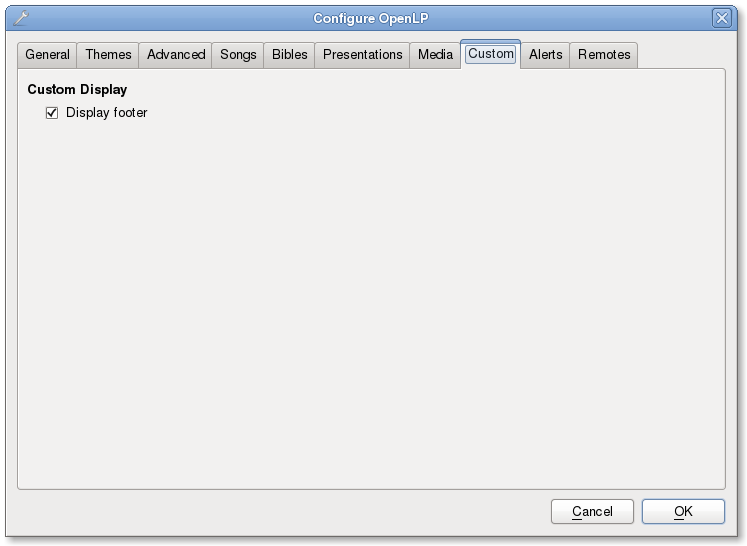 Configure OpenLP
General Themes Advanced Songs Bibles Presentations Media Custom Alerts Remotes
Custom Display
Display footer
Cancel OK